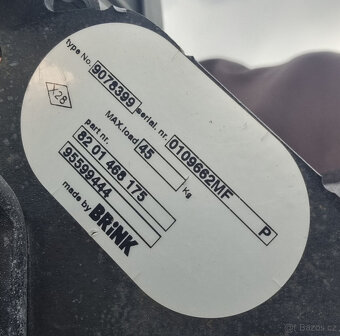 type No. 9078399 serial. nr. 0109662MF P
x28
MAX.load 45 kg
part nr. 82 01 468 175
95599444
made by BRINK
© Bazos.cz